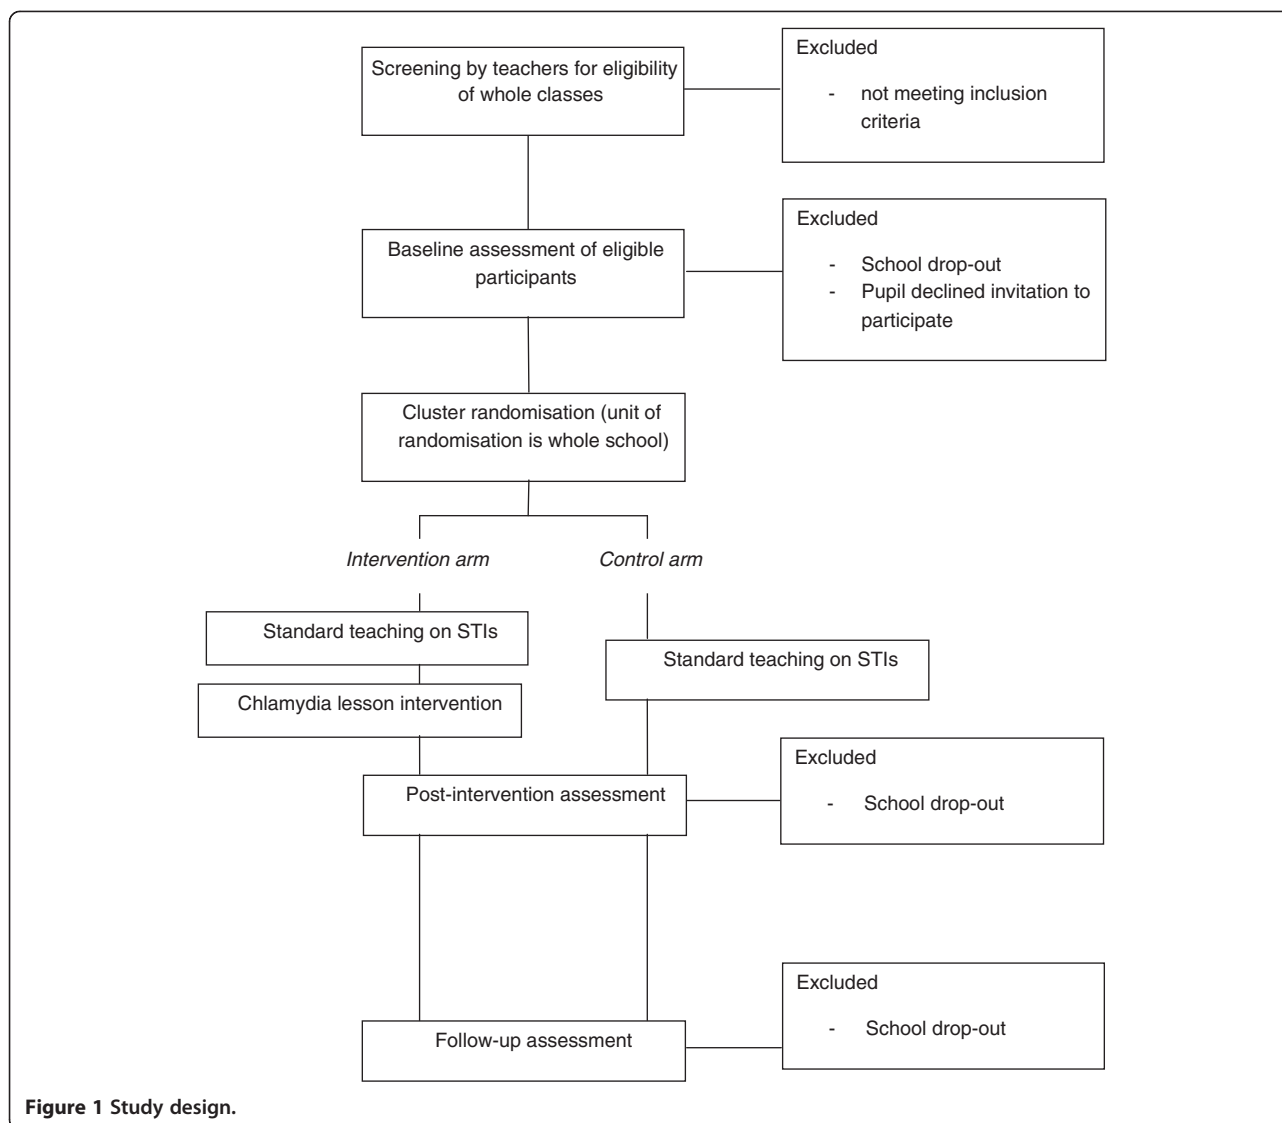 Screening by teachers for eligibility
of whole classes
Excluded
- not meeting inclusion
criteria
Baseline assessment of eligible
participants
Excluded
- School drop-out
- Pupil declined invitation to
participate
Cluster randomisation (unit of
randomisation is whole school)
Intervention arm
Control arm
Standard teaching on STIs
Standard teaching on STIs
Chlamydia lesson intervention
Post-intervention assessment
Excluded
- School drop-out
Follow-up assessment
Excluded
- School drop-out
Figure 1 Study design.